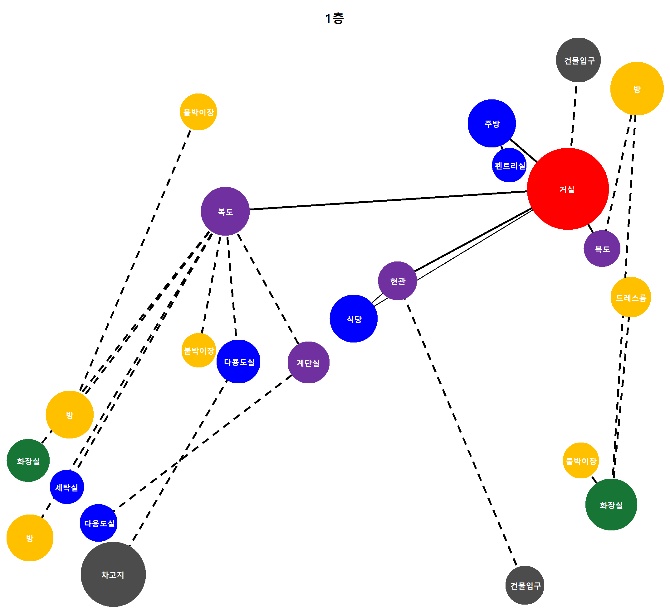 1층
건물입구
방
붙박이장
주방
팬트리실
거실
복도
복도
현관
드레스룸
식당
붙박이장
다용도실
계단실
방
화장실
붙박이장
세탁실
화장실
다용도실
방
차고지
건물입구